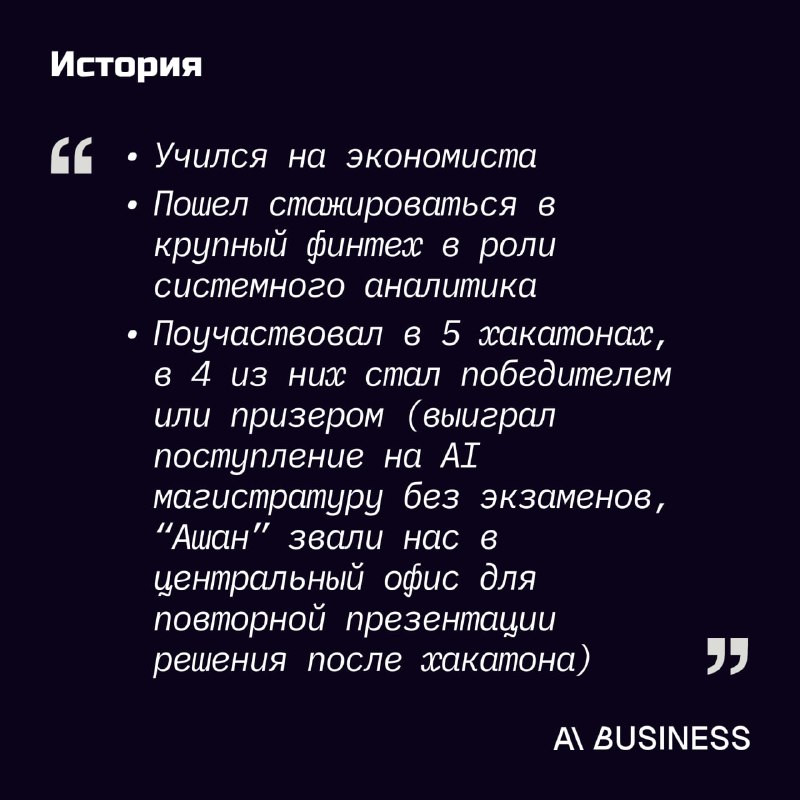 История
“
• Учился на экономиста
• Пошел стажироваться в
крупный финтех в роли
системного аналитика
• Поучаствовал в 5 хакатонах,
в 4 из них стал победителем
или призером (выиграл
поступление на AI
магистратуру без экзаменов,
“Ашан” звали нас в
центральный офис для
повторной презентации
решения после хакатона)
”
A\ BUSINESS